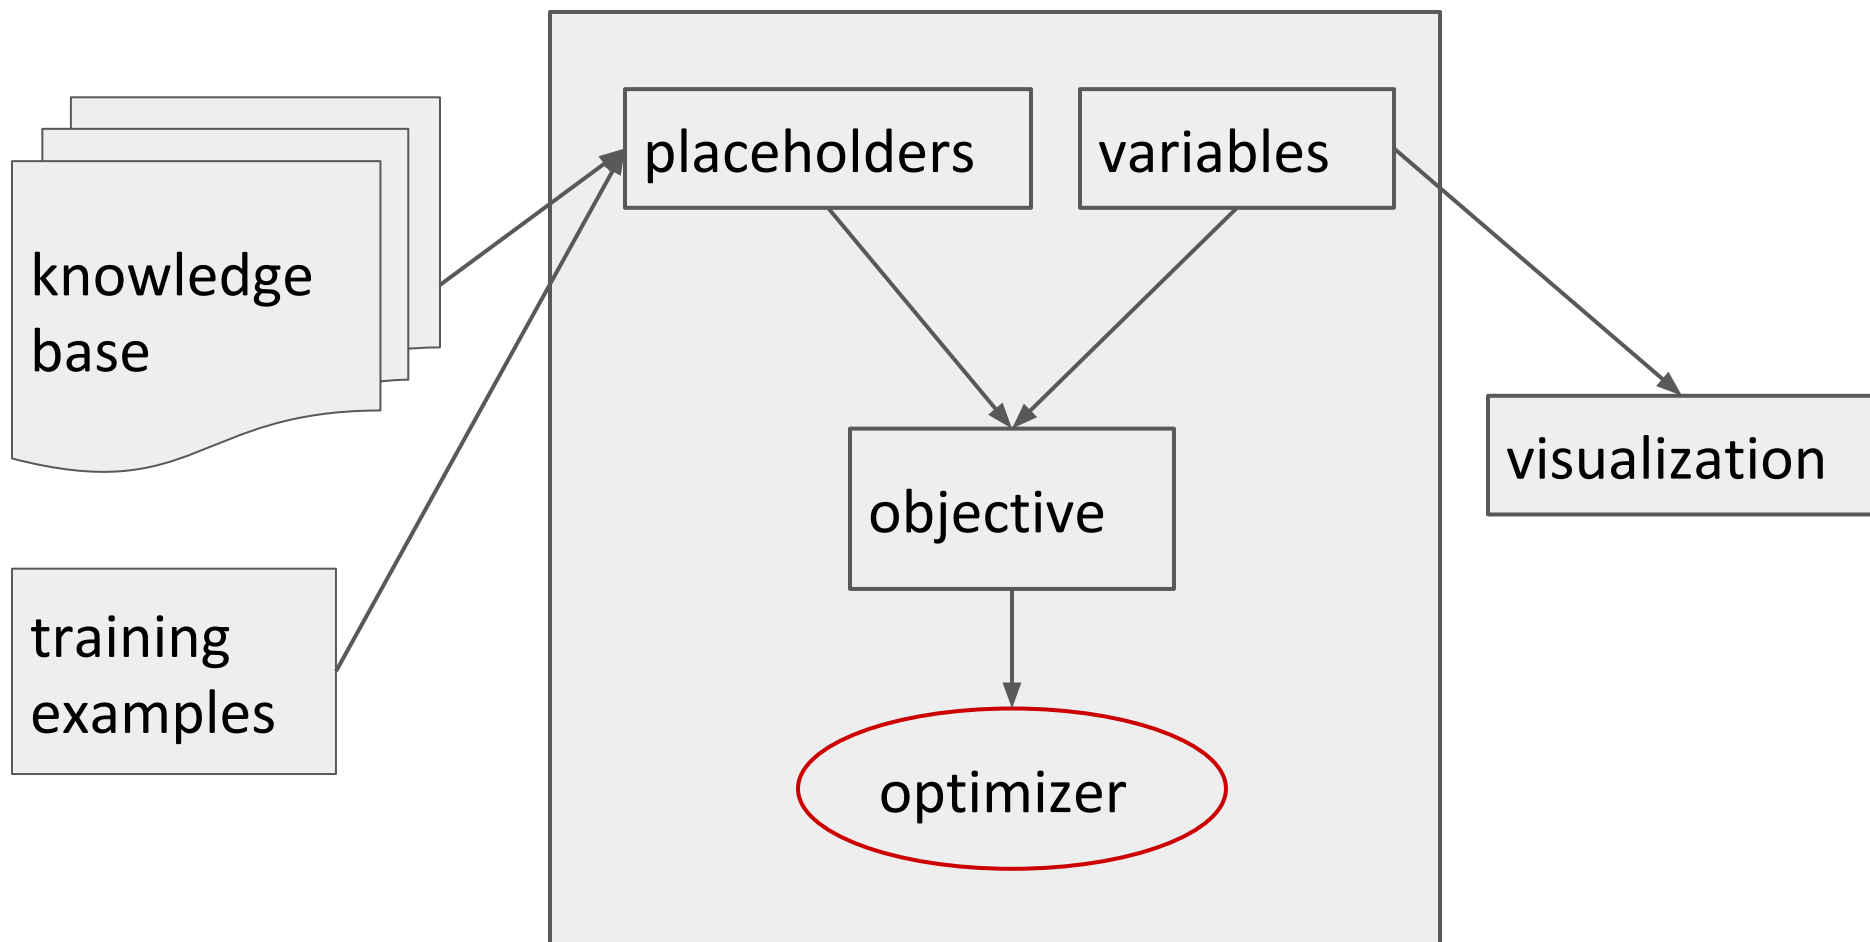 placeholders
variables
knowledge
base
objective
visualization
training
examples
optimizer